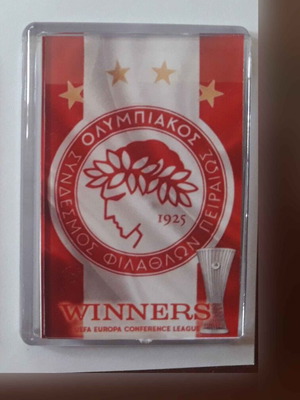 ΟΛΥΜΠΙΑΚΟΣ
ΣΥΝΔΕΣΜΟΣ ΦΙΛΑΘΛΩΝ ΠΕΙΡΑΙΩΣ
1925
WINNERS
UEFA EUROPA CONFERENCE LEAGUE